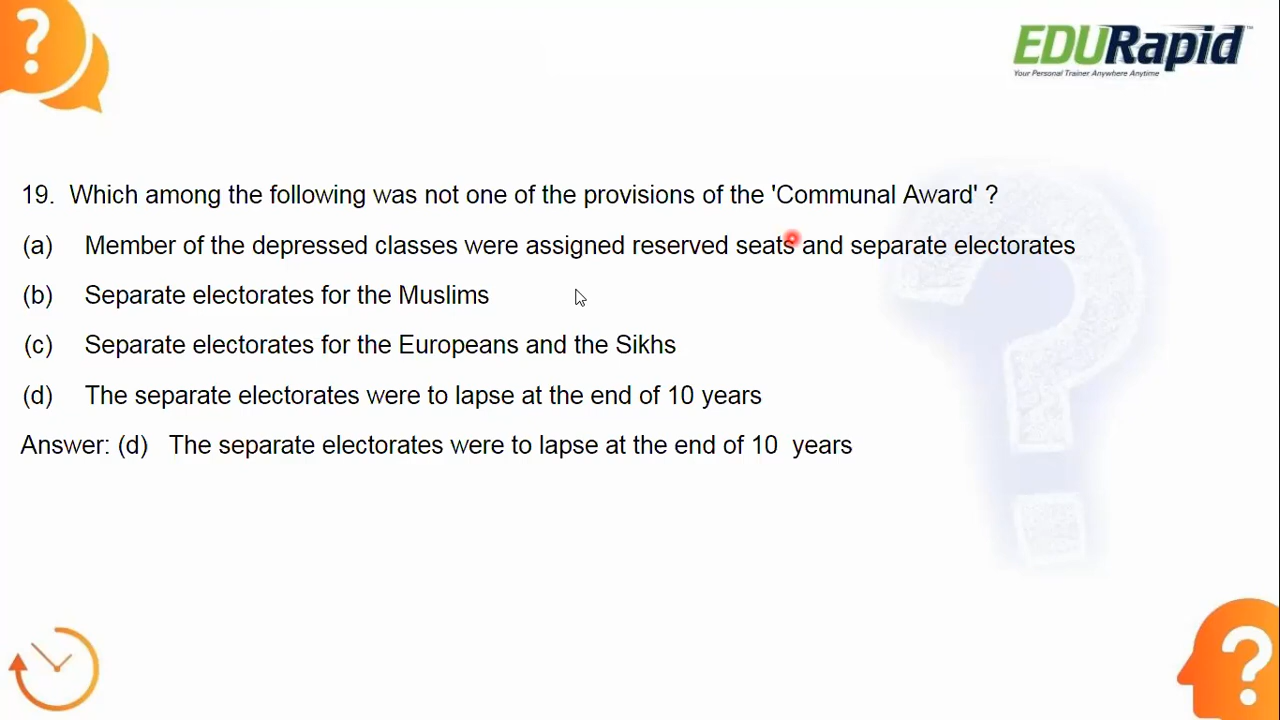 EDURapid™
Your Personal Trainer Anywhere Anytime
19. Which among the following was not one of the provisions of the 'Communal Award' ?
(a) Member of the depressed classes were assigned reserved seats and separate electorates
(b) Separate electorates for the Muslims
(c) Separate electorates for the Europeans and the Sikhs
(d) The separate electorates were to lapse at the end of 10 years
Answer: (d) The separate electorates were to lapse at the end of 10 years